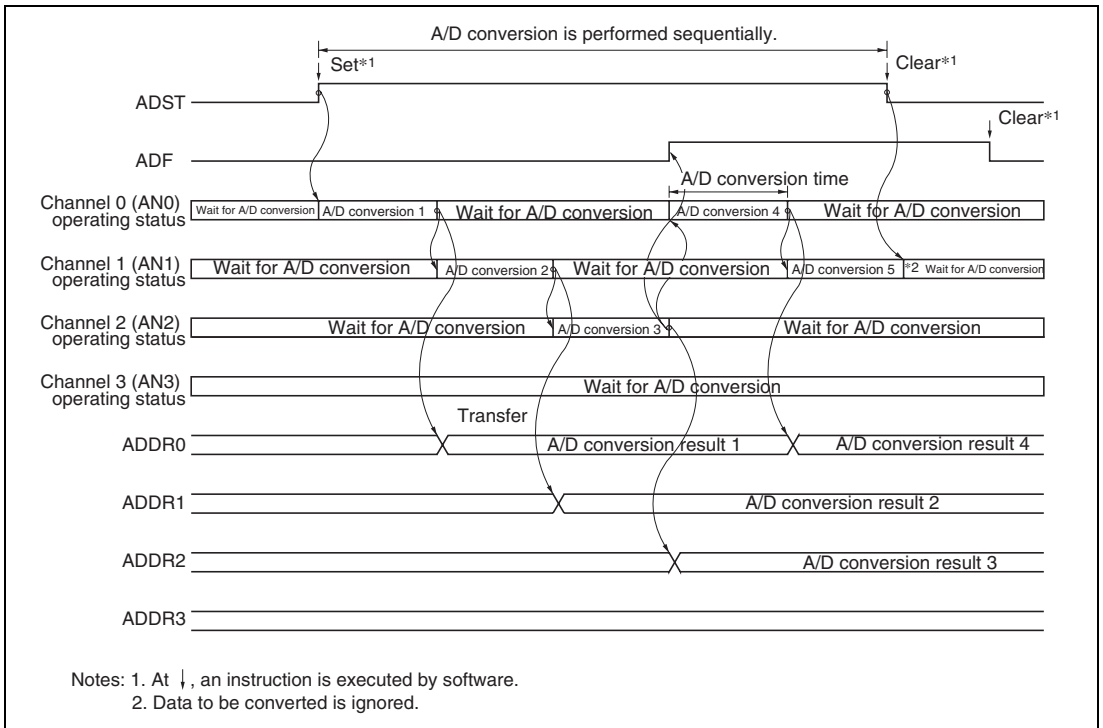 A/D conversion is performed sequentially.
Set*1
Clear*1
ADST
Clear*1
ADF
A/D conversion time
Channel 0 (AN0)
operating status
Wait for A/D conversion
A/D conversion 1
Wait for A/D conversion
A/D conversion 4
Wait for A/D conversion
Channel 1 (AN1)
operating status
Wait for A/D conversion
A/D conversion 2
Wait for A/D conversion
A/D conversion 5
*2
Wait for A/D conversion
Channel 2 (AN2)
operating status
Wait for A/D conversion
A/D conversion 3
Wait for A/D conversion
Channel 3 (AN3)
operating status
Wait for A/D conversion
Transfer
ADDR0
A/D conversion result 1
A/D conversion result 4
ADDR1
A/D conversion result 2
ADDR2
A/D conversion result 3
ADDR3
Notes: 1. At ↓, an instruction is executed by software.
2. Data to be converted is ignored.